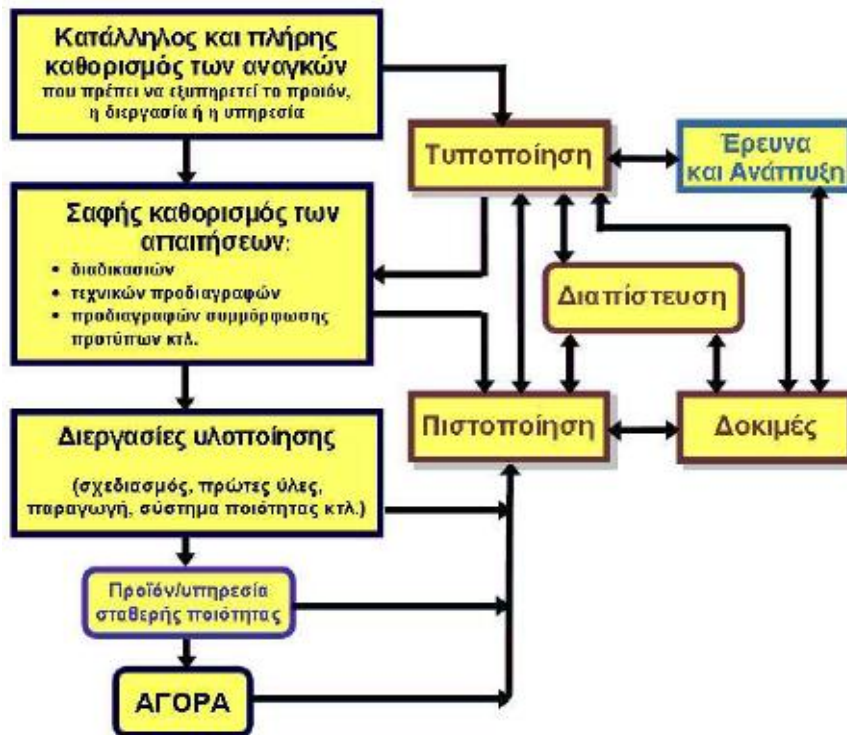 Κατάλληλος και πλήρης
καθορισμός των αναγκών
που πρέπει να εξυπηρετεί το προιόν,
η διεργασία ή η υπηρεσία
Τυποποίηση
Έρευνα
και Ανάπτυξη
Σαφής καθορισμός των
απαιτήσεων:
• διαδικασιών
• τεχνικών προδιαγραφών
• προδιαγραφών συμμόρφωσης
προτύπων κτλ.
Διαπίστευση
Πιστοποίηση
Δοκιμές
Διεργασίες υλοποίησης
(σχεδιασμός, πρώτες ύλες,
παραγωγή, σύστημα ποιότητας κτλ.)
Προϊόν/υπηρεσία
σταθερής ποιότητας
ΑΓΟΡΑ